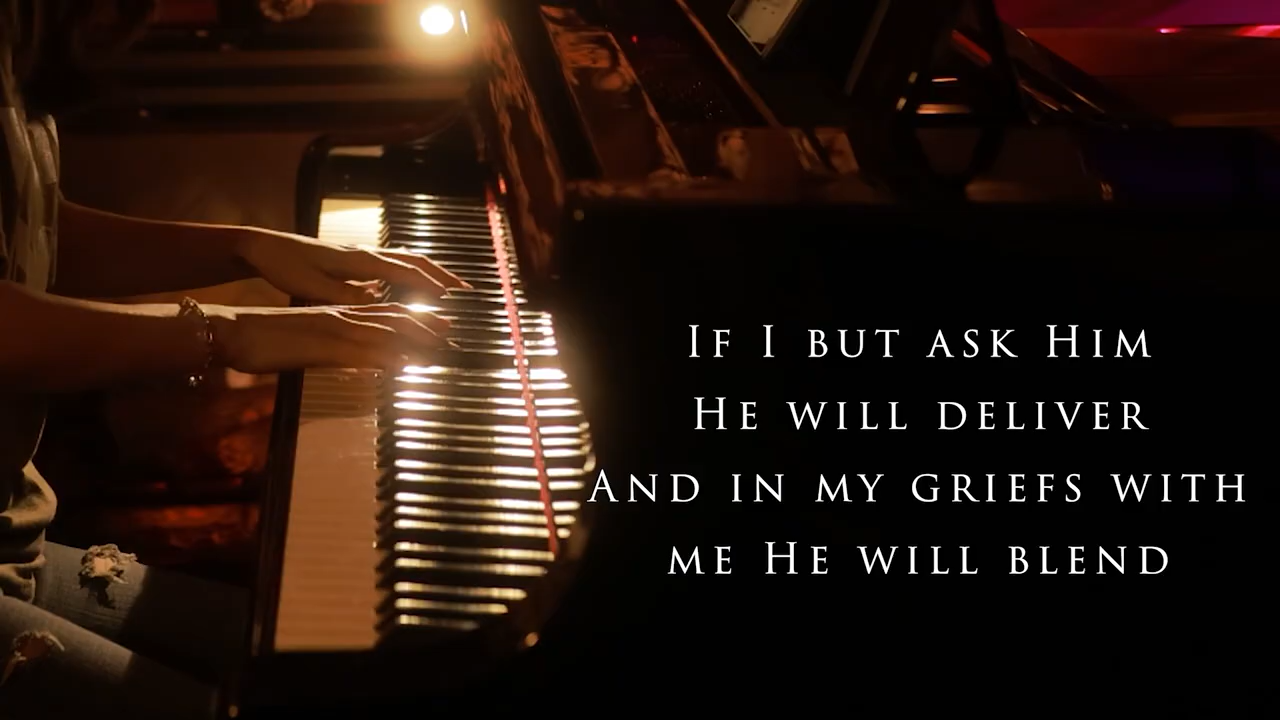 If I but ask Him
He will deliver
And in my griefs with
me He will blend